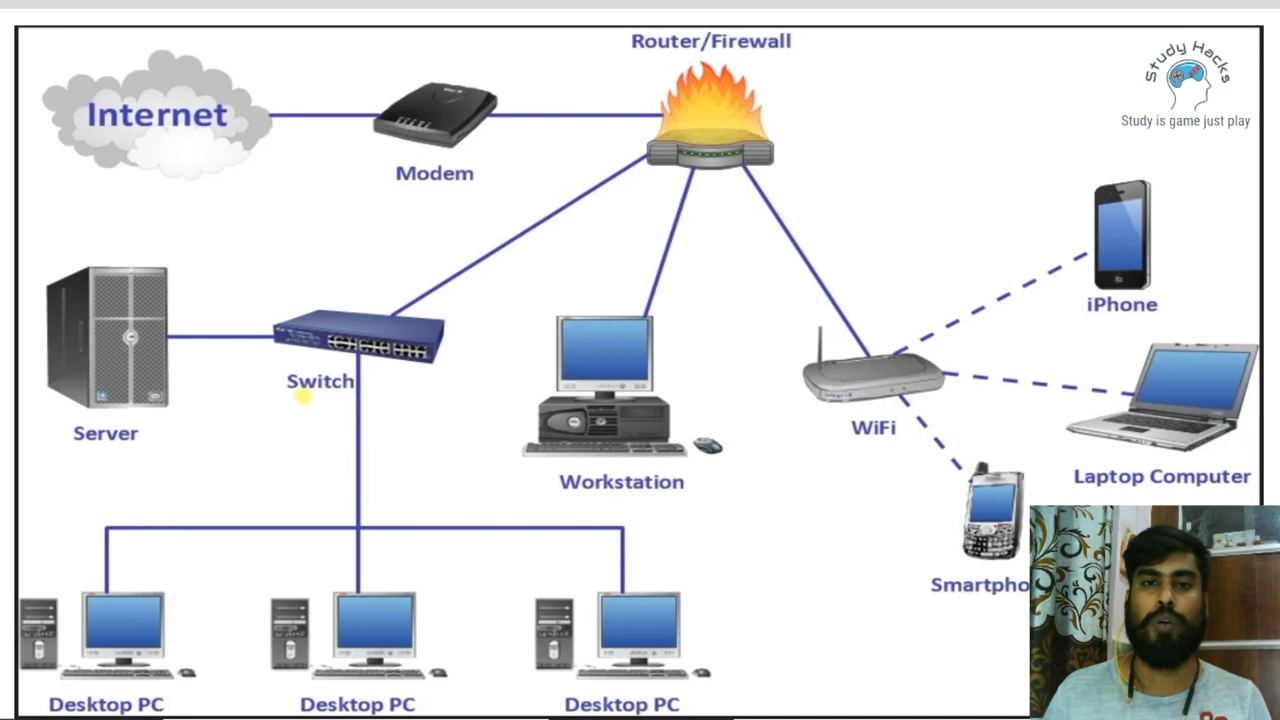 Router/Firewall
Study Hacks
Study is game just play
Internet
Modem
iPhone
Switch
Server
WiFi
Workstation
Laptop Computer
Smartpho
Desktop PC
Desktop PC
Desktop PC